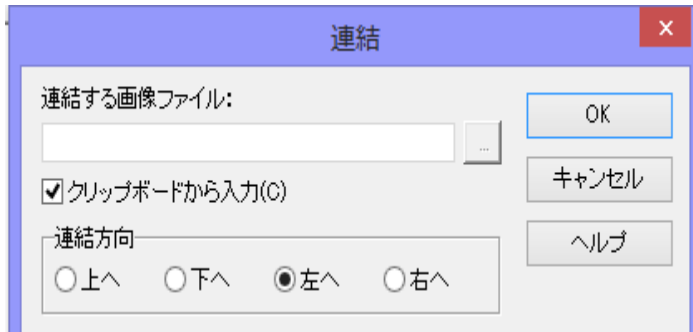 連結
連結する画像ファイル:
...
OK
クリップボードから入力(C)
キャンセル
連結方向
ヘルプ
上へ 下へ 左へ 右へ